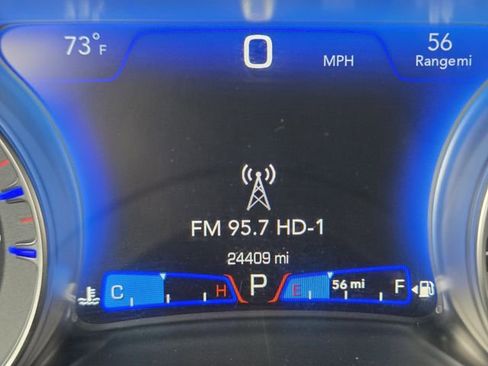 73°F
0 MPH
56
Rangemi
FM 95.7 HD-1
24409 mi
C H P E 56 mi F